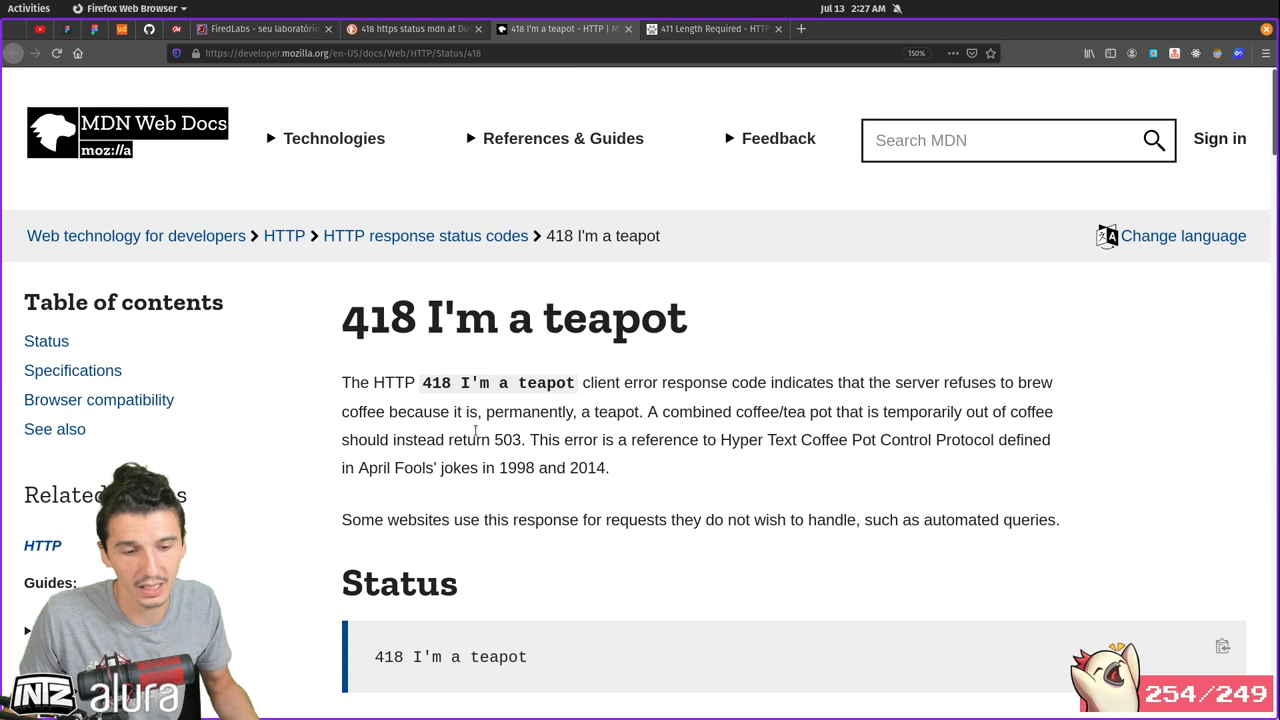 Activities
Firefox Web Browser
Jul 13 2:27 AM
FiredLabs - seu laboratório
418 https status mdn at Du
418 I'm a teapot - HTTP | M
411 Length Required - HTTP
https://developer.mozilla.org/en-US/docs/Web/HTTP/Status/418
150%
MDN Web Docs
moz://a
Technologies
References & Guides
Feedback
Search MDN
Sign in
Web technology for developers
HTTP
HTTP response status codes
418 I'm a teapot
Change language
Table of contents
Status
Specifications
Browser compatibility
See also
Related
HTTP
Guides:
418 I'm a teapot
The HTTP 418 I'm a teapot client error response code indicates that the server refuses to brew
coffee because it is, permanently, a teapot. A combined coffee/tea pot that is temporarily out of coffee
should instead return 503. This error is a reference to Hyper Text Coffee Pot Control Protocol defined
in April Fools' jokes in 1998 and 2014.
Some websites use this response for requests they do not wish to handle, such as automated queries.
Status
418 I'm a teapot
INTZ
alura
254/249